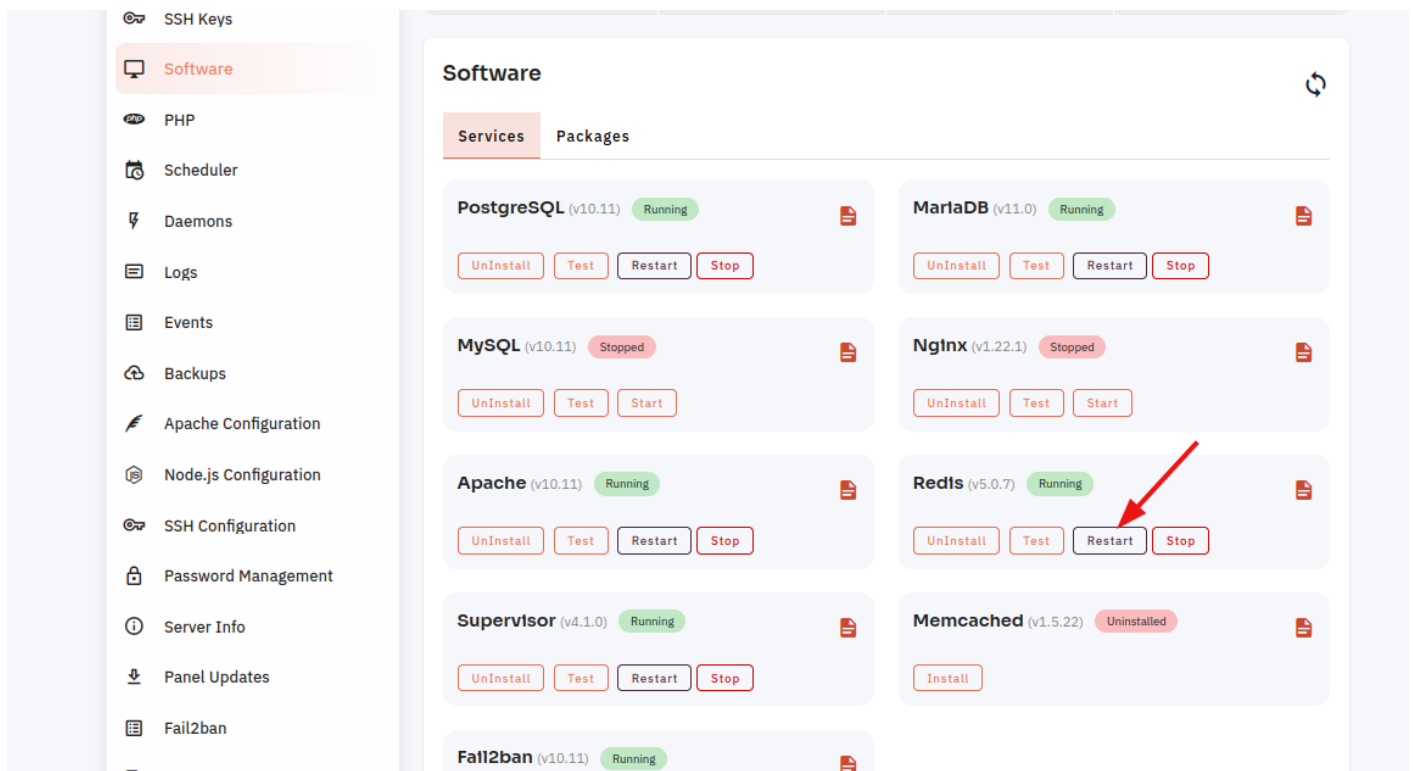 SSH Keys
Software
PHP
Scheduler
Daemons
Logs
Events
Backups
Apache Configuration
Node.js Configuration
SSH Configuration
Password Management
Server Info
Panel Updates
Fail2ban
Software
Services Packages
PostgreSQL (v10.11) Running
UnInstall Test Restart Stop
MariaDB (v11.0) Running
UnInstall Test Restart Stop
MySQL (v10.11) Stopped
UnInstall Test Start
Nginx (v1.22.1) Stopped
UnInstall Test Start
Apache (v10.11) Running
UnInstall Test Restart Stop
Redis (v5.0.7) Running
UnInstall Test Restart Stop
Supervisor (v4.1.0) Running
UnInstall Test Restart Stop
Memcached (v1.5.22) Uninstalled
Install
Fail2ban (v10.11) Running